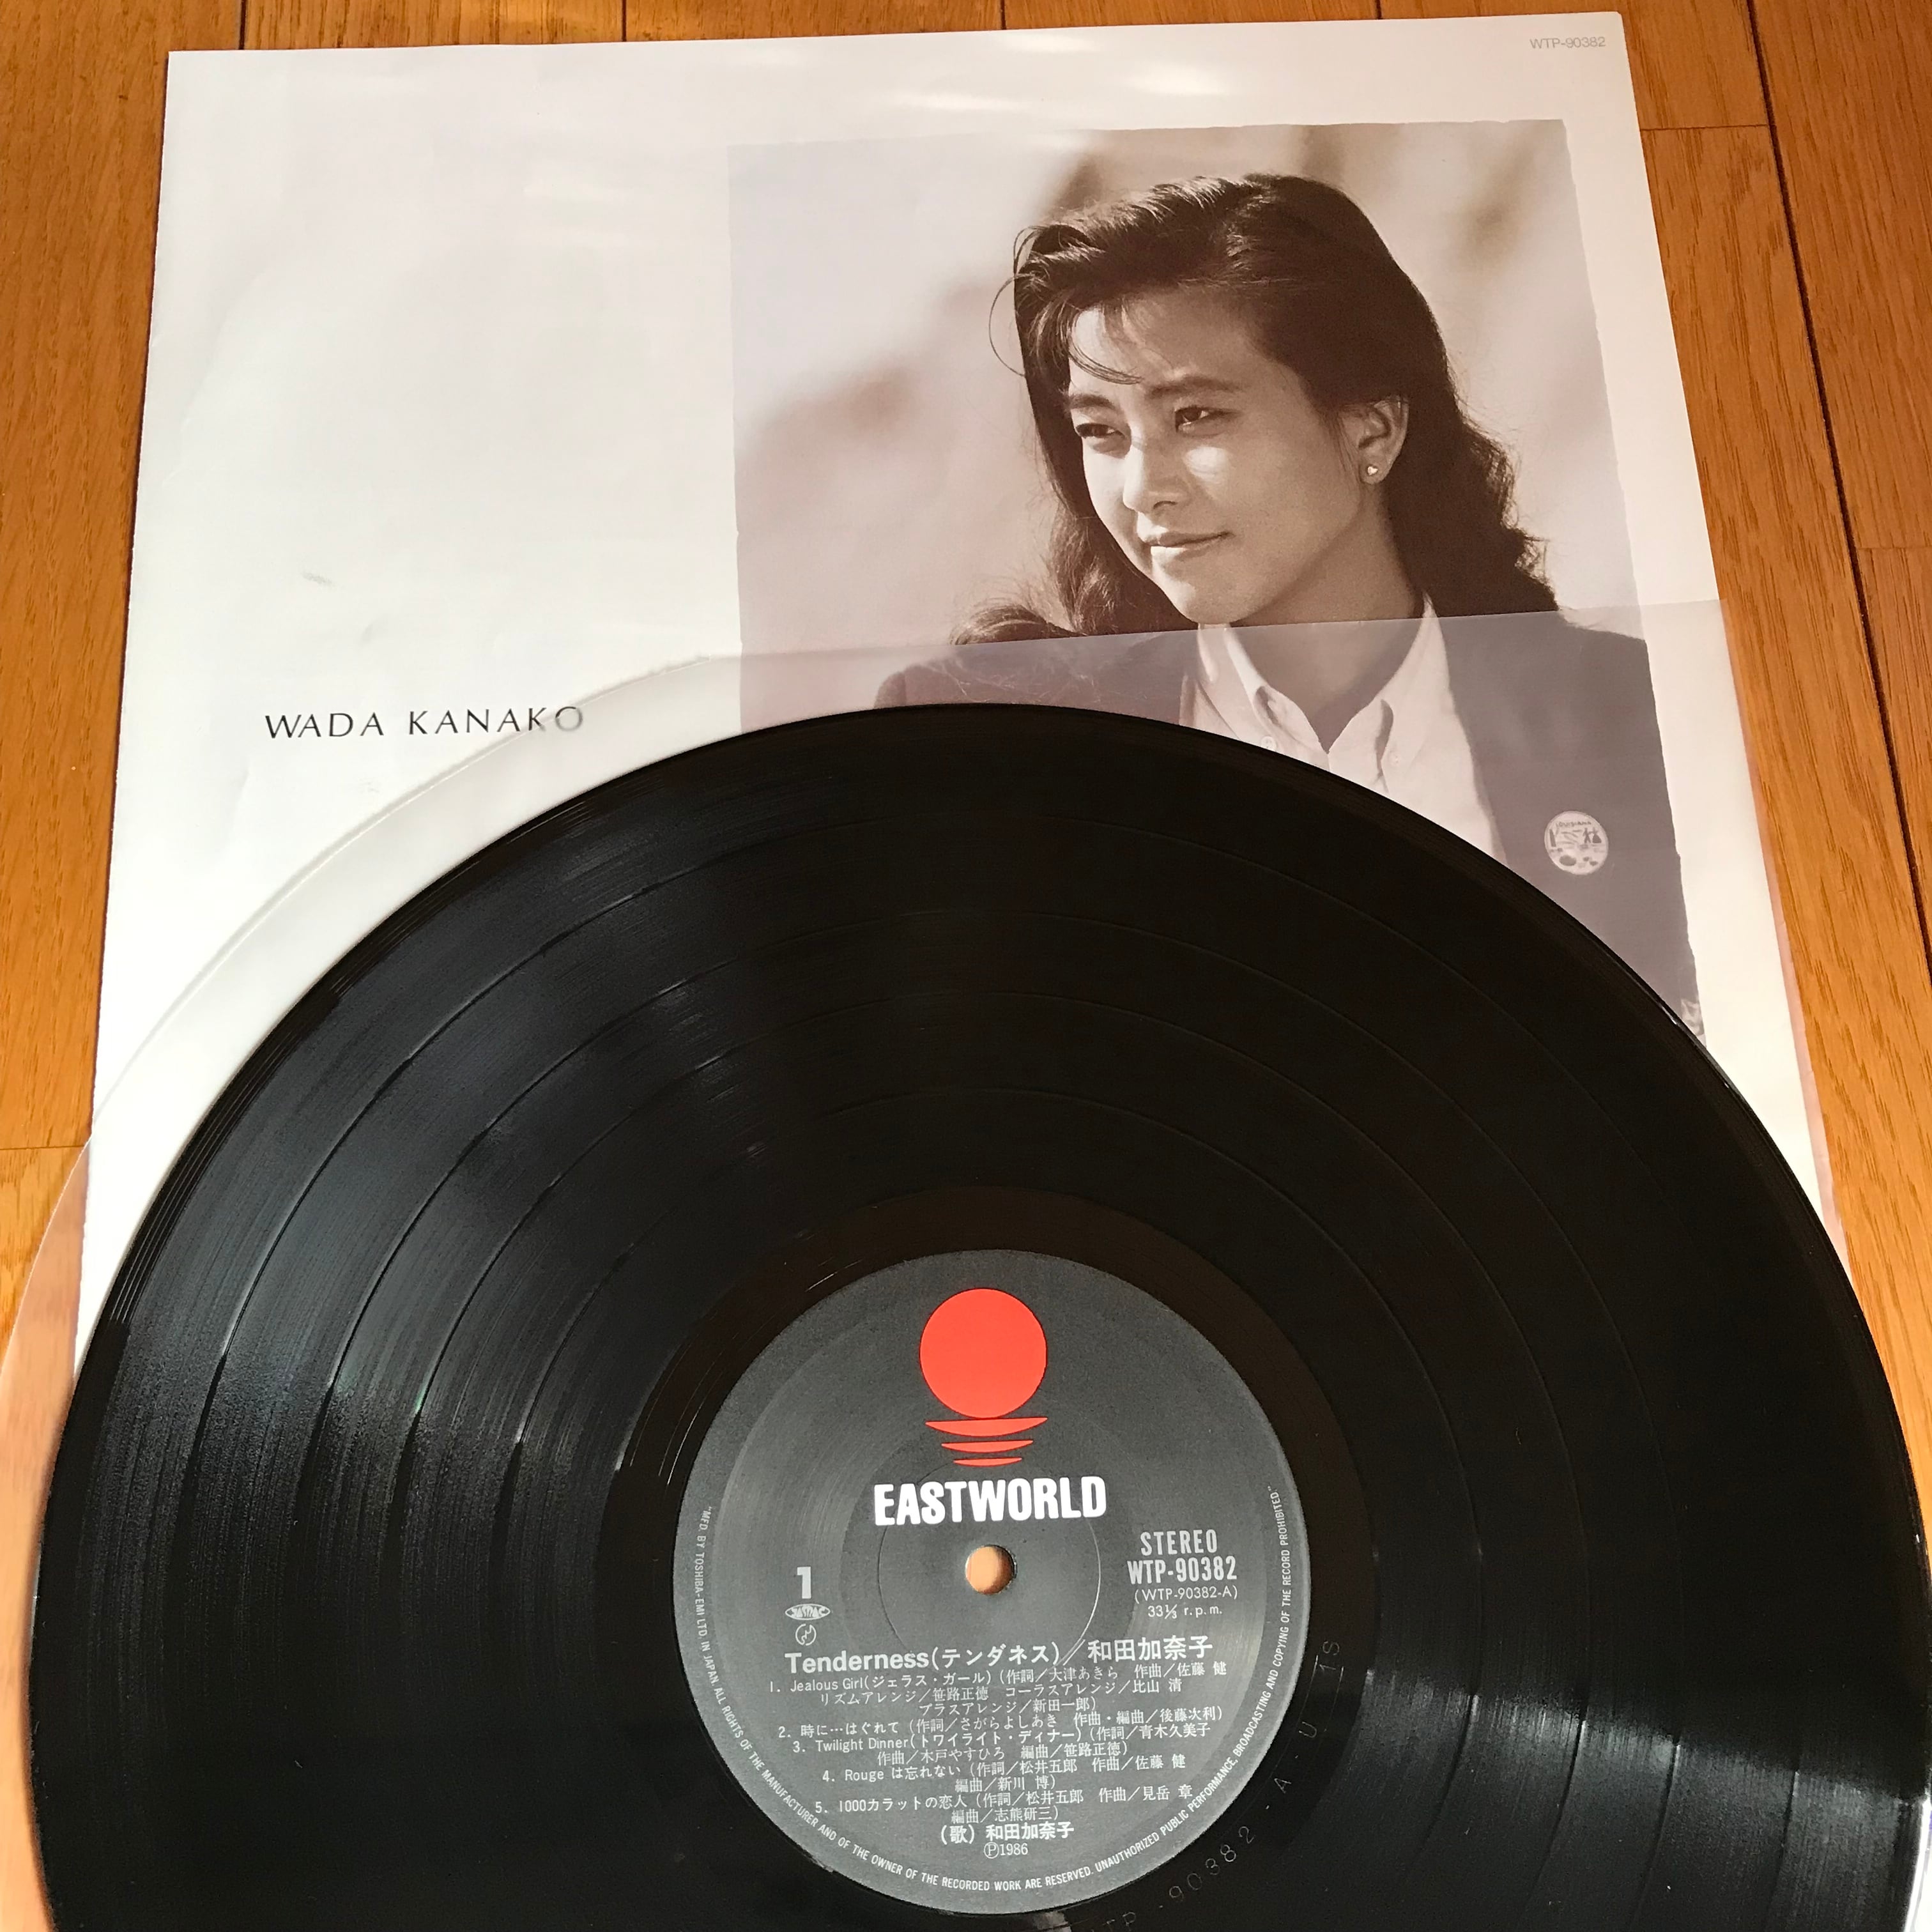 WTP-90382
WADA KANAKO
LOUISIANA
EASTWORLD
STEREO
WTP-90382
(WTP-90382-A)
33⅓ r.p.m.
1
JASRAC
Tenderness(テンダネス)／和田加奈子
1. Jealous Girl(ジェラス・ガール) (作詞／大津あきら 作曲／佐藤 健
リズムアレンジ／笹路正徳 コーラスアレンジ／比山 清
ブラスアレンジ／新田一郎)
2. 時に…はぐれて (作詞／さがらよしあき 作曲・編曲／後藤次利)
3. Twilight Dinner(トワイライト・ディナー) (作詞／青木久美子
作曲／木戸やすひろ 編曲／笹路正徳)
4. Rouge は忘れない (作詞／松井五郎 作曲／佐藤 健
編曲／新川 博)
5. 1000カラットの恋人 (作詞／松井五郎 作曲／見岳 章
編曲／志熊研三)
(歌) 和田加奈子
Ⓟ1986
"MFD. BY TOSHIBA-EMI LTD. IN JAPAN. ALL RIGHTS OF THE MANUFACTURER AND OF THE OWNER OF THE RECORDED WORK ARE RESERVED. UNAUTHORIZED PUBLIC PERFORMANCE, BROADCASTING AND COPYING OF THE RECORD PROHIBITED."
WTP-90382-A-U 1S